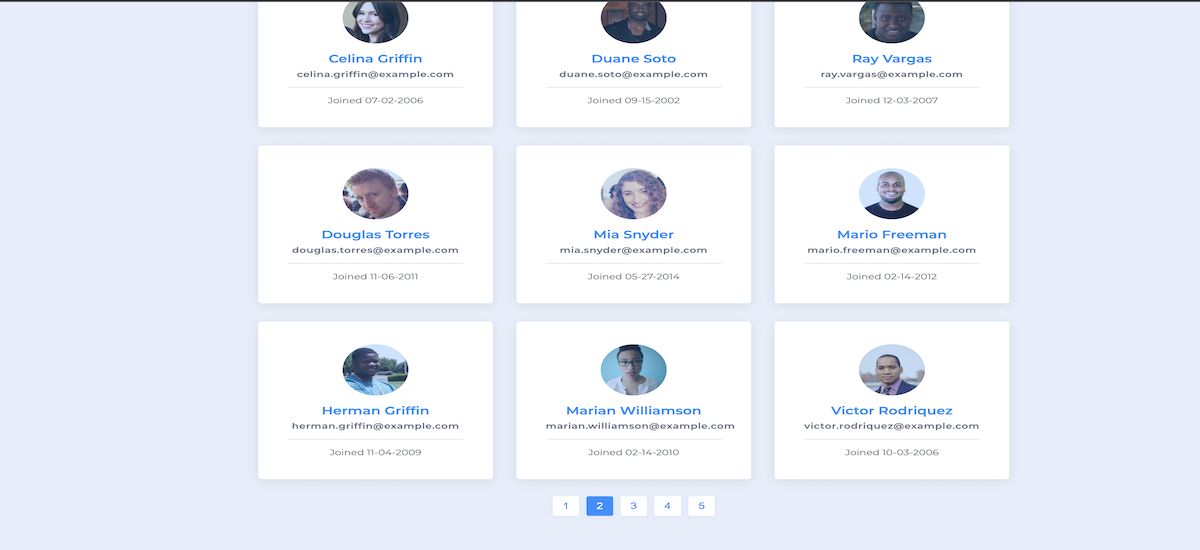 Celina Griffin
celina.griffin@example.com
Joined 07-02-2006
Duane Soto
duane.soto@example.com
Joined 09-15-2002
Ray Vargas
ray.vargas@example.com
Joined 12-03-2007
Douglas Torres
douglas.torres@example.com
Joined 11-06-2011
Mia Snyder
mia.snyder@example.com
Joined 05-27-2014
Mario Freeman
mario.freeman@example.com
Joined 02-14-2012
Herman Griffin
herman.griffin@example.com
Joined 11-04-2009
Marian Williamson
marian.williamson@example.com
Joined 02-14-2010
Victor Rodriquez
victor.rodriquez@example.com
Joined 10-03-2006
1 2 3 4 5